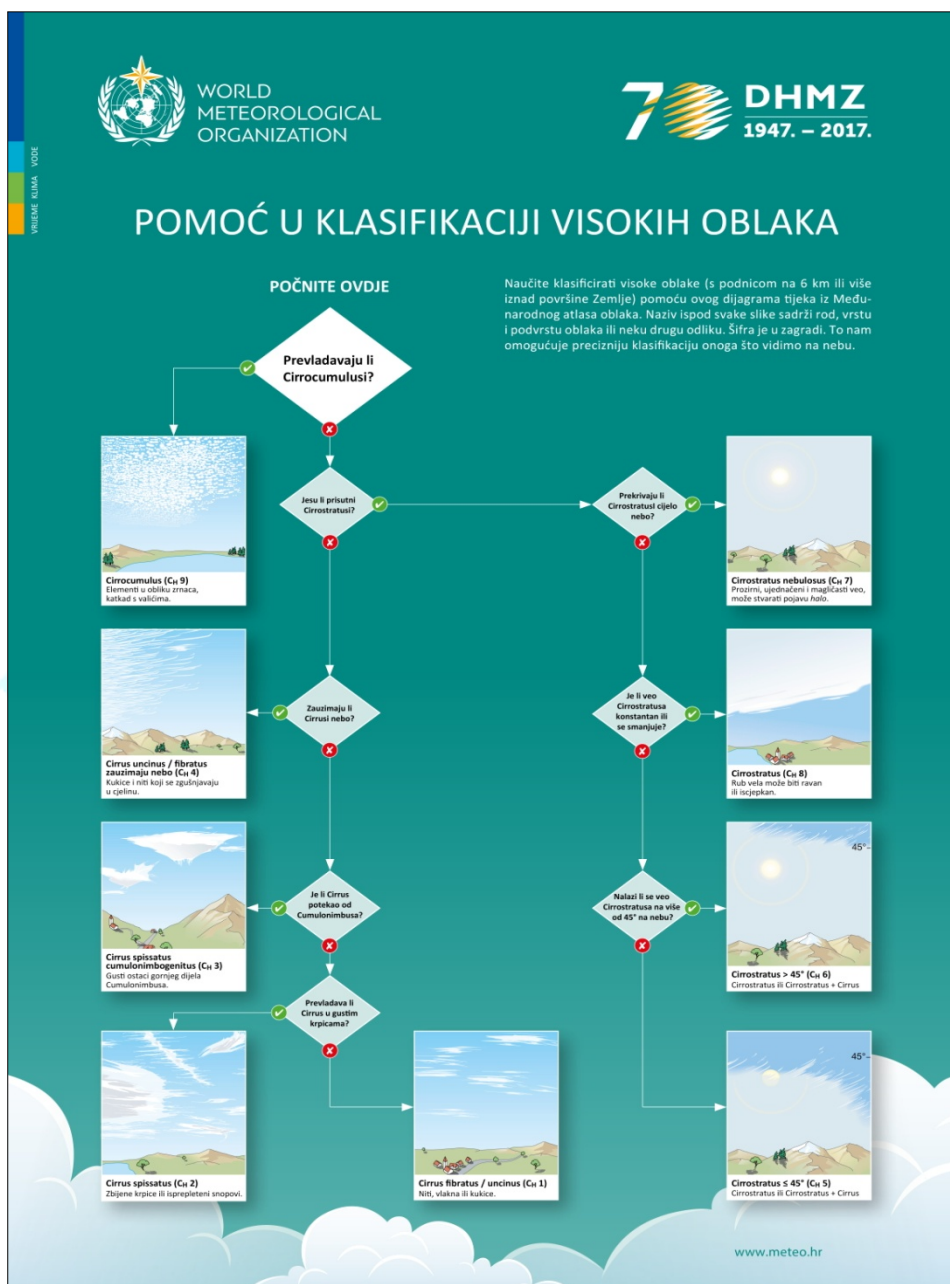 WORLD
METEOROLOGICAL
ORGANIZATION
70 DHMZ
1947. – 2017.
VRIJEME KLIMA VODE
POMOĆ U KLASIFIKACIJI VISOKIH OBLAKA
POČNITE OVDJE
Naučite klasificirati visoke oblake (s podnicom na 6 km ili više
iznad površine Zemlje) pomoću ovog dijagrama tijeka iz Među-
narodnog atlasa oblaka. Naziv ispod svake slike sadrži rod, vrstu
i podvrstu oblaka ili neku drugu odliku. Šifra je u zagradi. To nam
omogućuje precizniju klasifikaciju onoga što vidimo na nebu.
Prevladavaju li
Cirrocumulusi?
Jesu li prisutni
Cirrostratusi?
Prekrivaju li
Cirrostratusi cijelo
nebo?
Cirrocumulus (CH 9)
Elementi u obliku zrnaca,
katkad s valićima.
Cirrostratus nebulosus (CH 7)
Prozirni, ujednačeni i magličasti veo,
može stvarati pojavu halo.
Zauzimaju li
Cirrusi nebo?
Je li veo
Cirrostratusa
konstantan ili
se smanjuje?
Cirrus uncinus / fibratus
zauzimaju nebo (CH 4)
Kukice i niti koji se zgušnjavaju
u cjelinu.
Cirrostratus (CH 8)
Rub vela može biti ravan
ili iscjepkan.
Je li Cirrus
potekao od
Cumulonimbusa?
Nalazi li se veo
Cirrostratusa na više
od 45° na nebu?
45°
Cirrus spissatus
cumulonimbogenitus (CH 3)
Gusti ostaci gornjeg dijela
Cumulonimbusa.
Cirrostratus > 45° (CH 6)
Cirrostratus ili Cirrostratus + Cirrus
Prevladava li
Cirrus u gustim
krpicama?
45°
Cirrus spissatus (CH 2)
Zbijene krpice ili isprepleteni snopovi.
Cirrus fibratus / uncinus (CH 1)
Niti, vlakna ili kukice.
Cirrostratus ≤ 45° (CH 5)
Cirrostratus ili Cirrostratus + Cirrus
www.meteo.hr